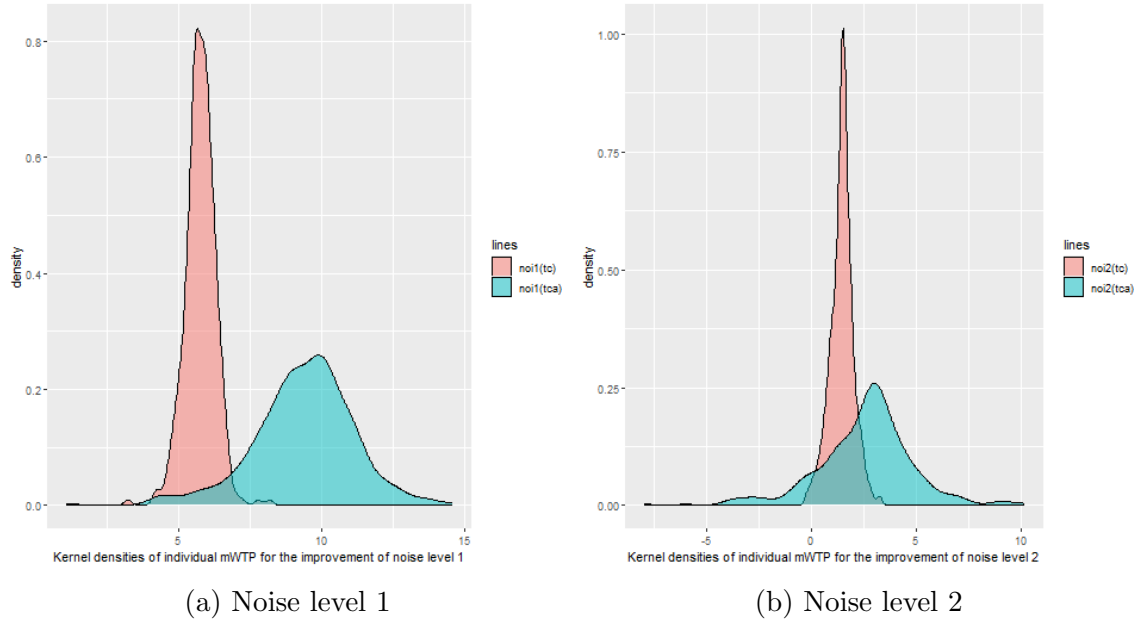 0.8
0.6
0.4
0.2
0.0
density
5
10
15
Kernel densities of individual mWTP for the improvement of noise level 1
lines
noi1(tc)
noi1(tca)
(a) Noise level 1
1.00
0.75
0.50
0.25
0.00
density
-5
0
5
10
Kernel densities of individual mWTP for the improvement of noise level 2
lines
noi2(tc)
noi2(tca)
(b) Noise level 2